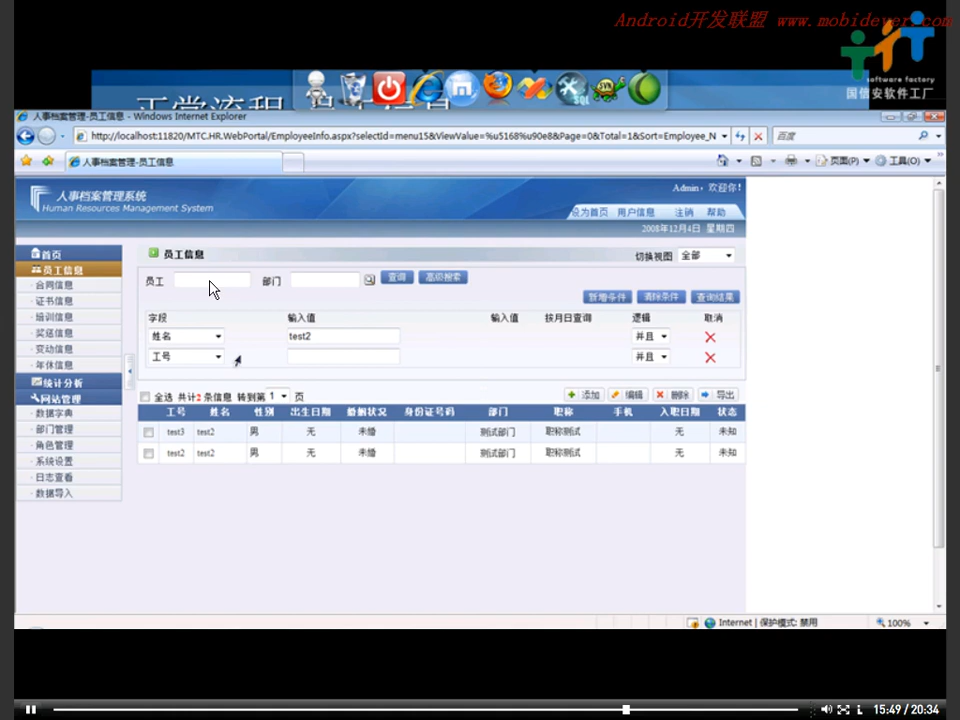 Android开发联盟 www.mobidever.com
software factory
国信安软件工厂
人事档案管理-员工信息 - Windows Internet Explorer
http://localhost:11820/MTC.HR.WebPortal/EmployeeInfo.aspx?selectId=menu15&ViewValue=%u5168%u90e8&Page=0&Total=1&Sort=Employee_N
百度
人事档案管理-员工信息
页面(P)
工具(O)
人事档案管理系统
Human Resources Management System
Admin，欢迎你！
设为首页 用户信息 注销 帮助
2008年12月4日 星期四
首页
员工信息
合同信息
证书信息
培训信息
奖惩信息
变动信息
年休信息
统计分析
网站管理
数据字典
部门管理
角色管理
系统设置
日志查看
数据导入
员工信息
切换视图 全部
员工 部门 查询 高级搜索
新增条件 清除条件 查询结果
字段 输入值 输入值 按月日查询 逻辑 取消
姓名 test2 并且
工号 并且
全选 共计2条信息 转到第 1 页
添加 编辑 删除 导出
工号 姓名 性别 出生日期 婚姻状况 身份证号码 部门 职称 手机 入职日期 状态
test3 test2 男 无 未婚 测试部门 职称测试 无 未知
test2 test2 男 无 未婚 测试部门 职称测试 无 未知
Internet | 保护模式: 禁用
100%
15:49 / 20:34